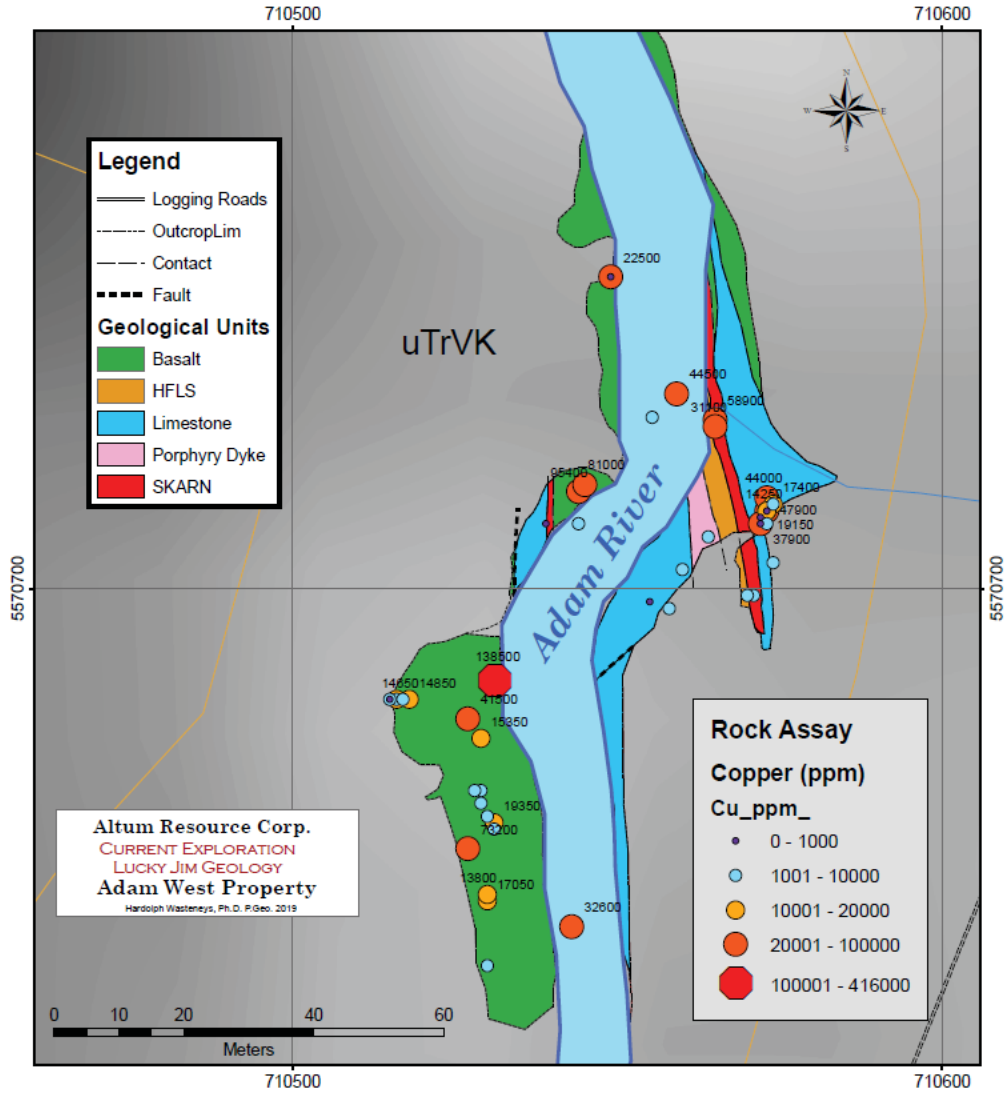 710500
710600
N
W
E
S
Legend
Logging Roads
OutcropLim
Contact
Fault
Geological Units
Basalt
HFLS
Limestone
Porphyry Dyke
SKARN
22500
uTrVK
44500
58900
31100
81000
95400
44000
17400
14250
47900
19150
37900
Adam River
5570700
5570700
138500
14650
14850
41500
15350
19350
73200
13800
17050
32600
Rock Assay
Copper (ppm)
Cu_ppm_
0 - 1000
1001 - 10000
10001 - 20000
20001 - 100000
100001 - 416000
Altum Resource Corp.
Current Exploration
Lucky Jim Geology
Adam West Property
Hardolph Wasteneys, Ph.D. P.Geo. 2019
0 10 20 40 60
Meters
710500
710600